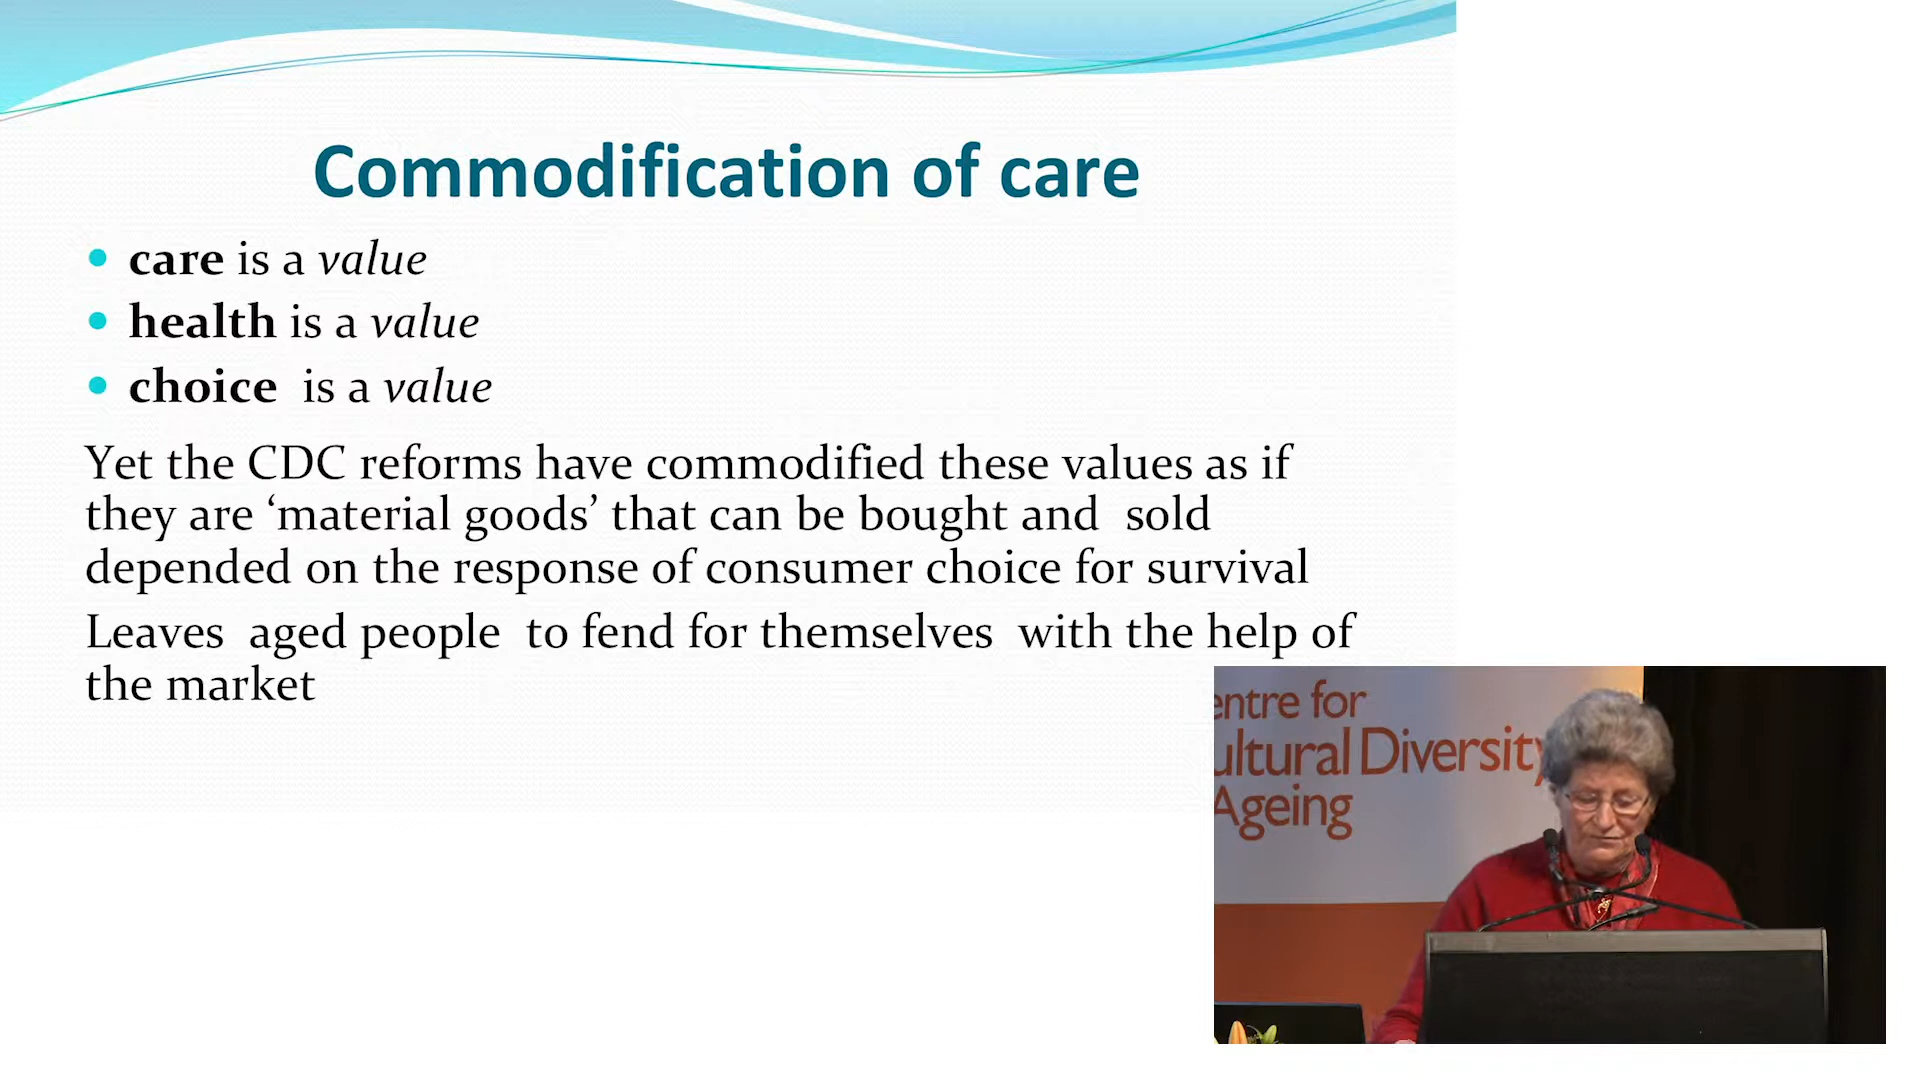 Commodification of care
• care is a value
• health is a value
• choice is a value
Yet the CDC reforms have commodified these values as if
they are ‘material goods’ that can be bought and sold
depended on the response of consumer choice for survival
Leaves aged people to fend for themselves with the help of
the market
entre for
ultural Diversity
Ageing